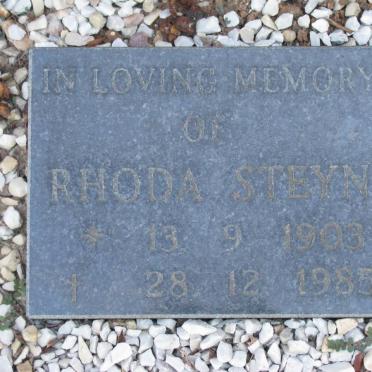 IN LOVING MEMORY
OF
RHODA STEYN
* 13 9 1903
† 28 12 1985